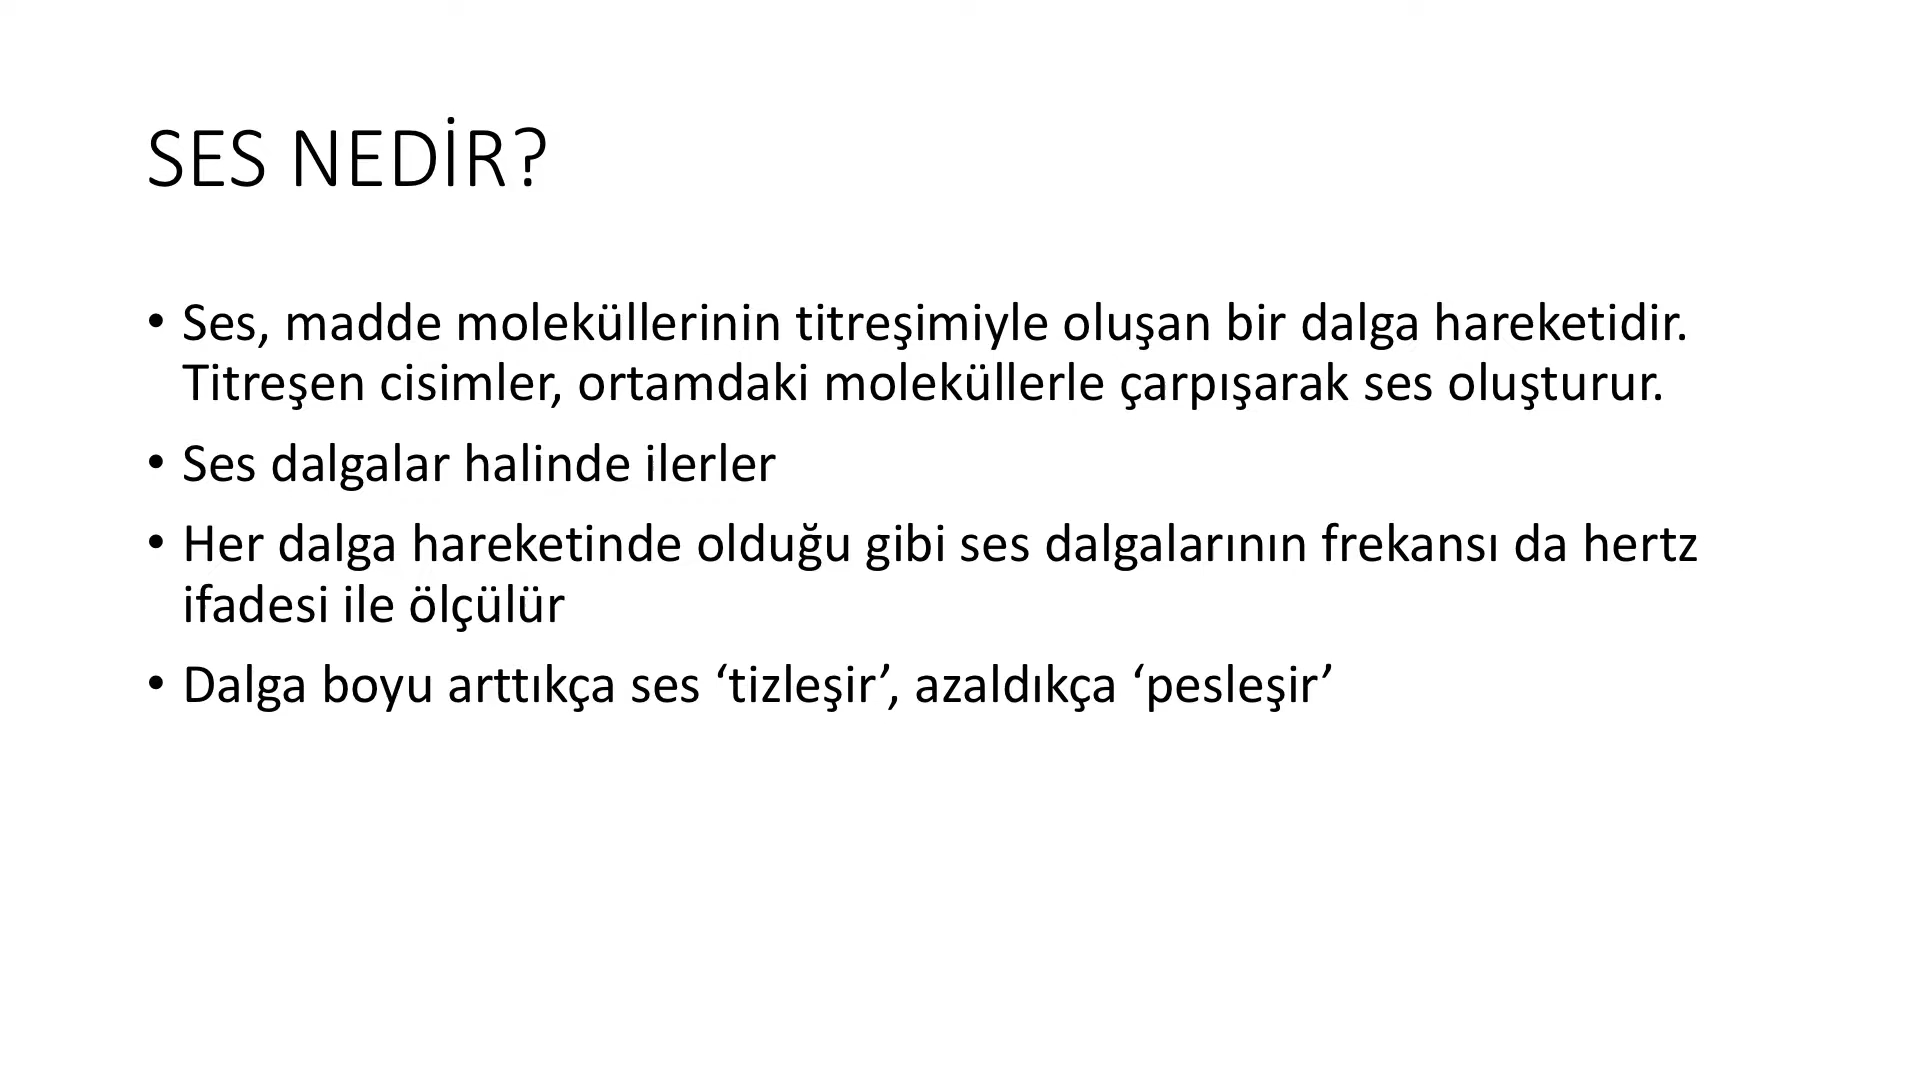 SES NEDİR?
• Ses, madde moleküllerinin titreşimiyle oluşan bir dalga hareketidir.
Titreşen cisimler, ortamdaki moleküllerle çarpışarak ses oluşturur.
• Ses dalgalar halinde ilerler
• Her dalga hareketinde olduğu gibi ses dalgalarının frekansı da hertz
ifadesi ile ölçülür
• Dalga boyu arttıkça ses ‘tizleşir’, azaldıkça ‘pesleşir’